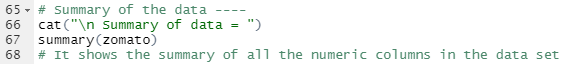 65 # Summary of the data ----
66 cat("\n Summary of data = ")
67 summary(zomato)
68 # It shows the summary of all the numeric columns in the data set